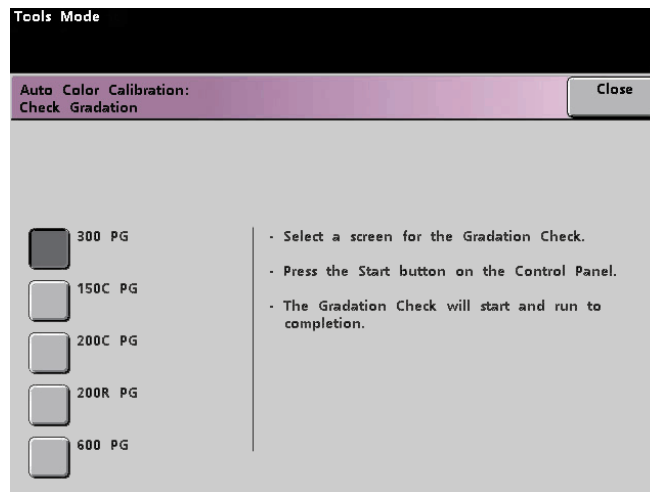 Tools Mode
Auto Color Calibration:
Check Gradation
Close
300 PG
150C PG
200C PG
200R PG
600 PG
- Select a screen for the Gradation Check.
- Press the Start button on the Control Panel.
- The Gradation Check will start and run to
completion.